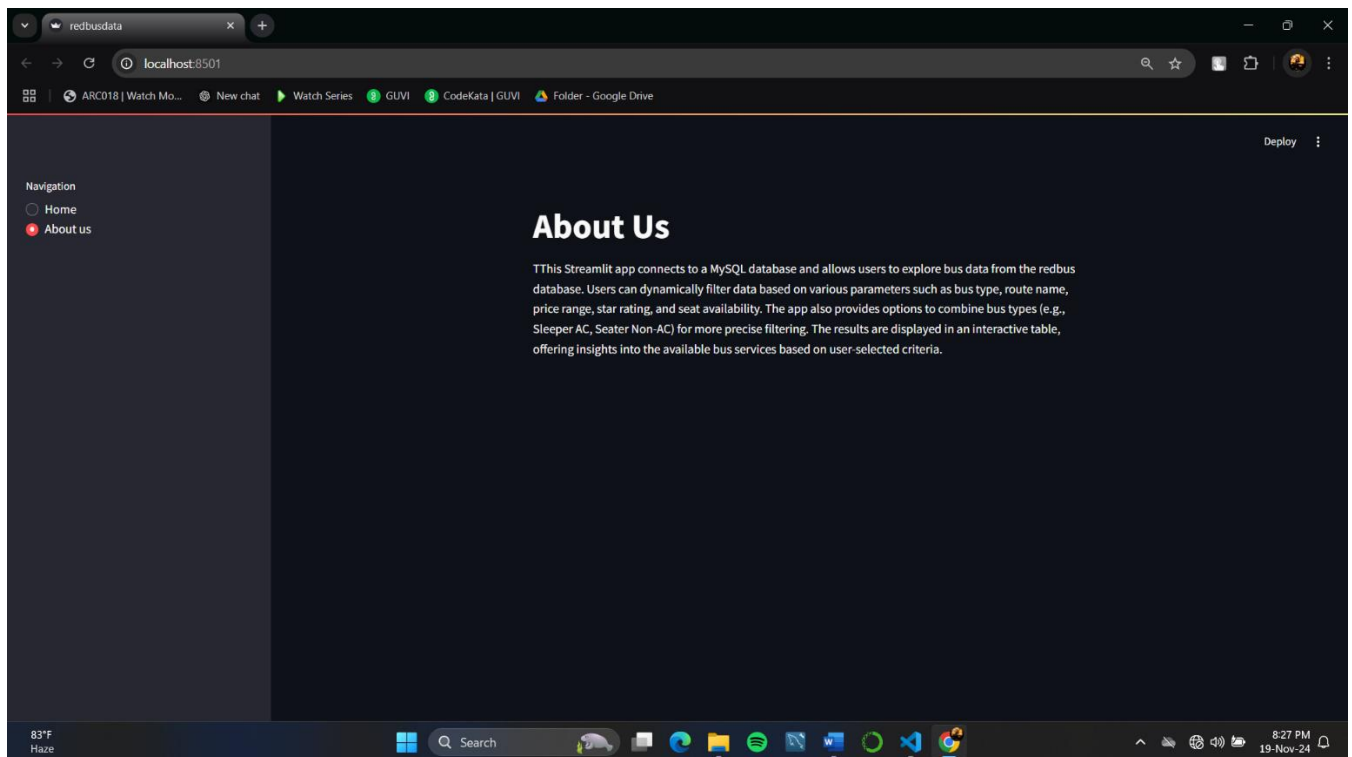 redbusdata
localhost:8501
ARC018 | Watch Mo... New chat Watch Series GUVI CodeKata | GUVI Folder - Google Drive
Deploy
Navigation
Home
About us
About Us
TThis Streamlit app connects to a MySQL database and allows users to explore bus data from the redbus
database. Users can dynamically filter data based on various parameters such as bus type, route name,
price range, star rating, and seat availability. The app also provides options to combine bus types (e.g.,
Sleeper AC, Seater Non-AC) for more precise filtering. The results are displayed in an interactive table,
offering insights into the available bus services based on user-selected criteria.
83°F
Haze
Search
8:27 PM
19-Nov-24